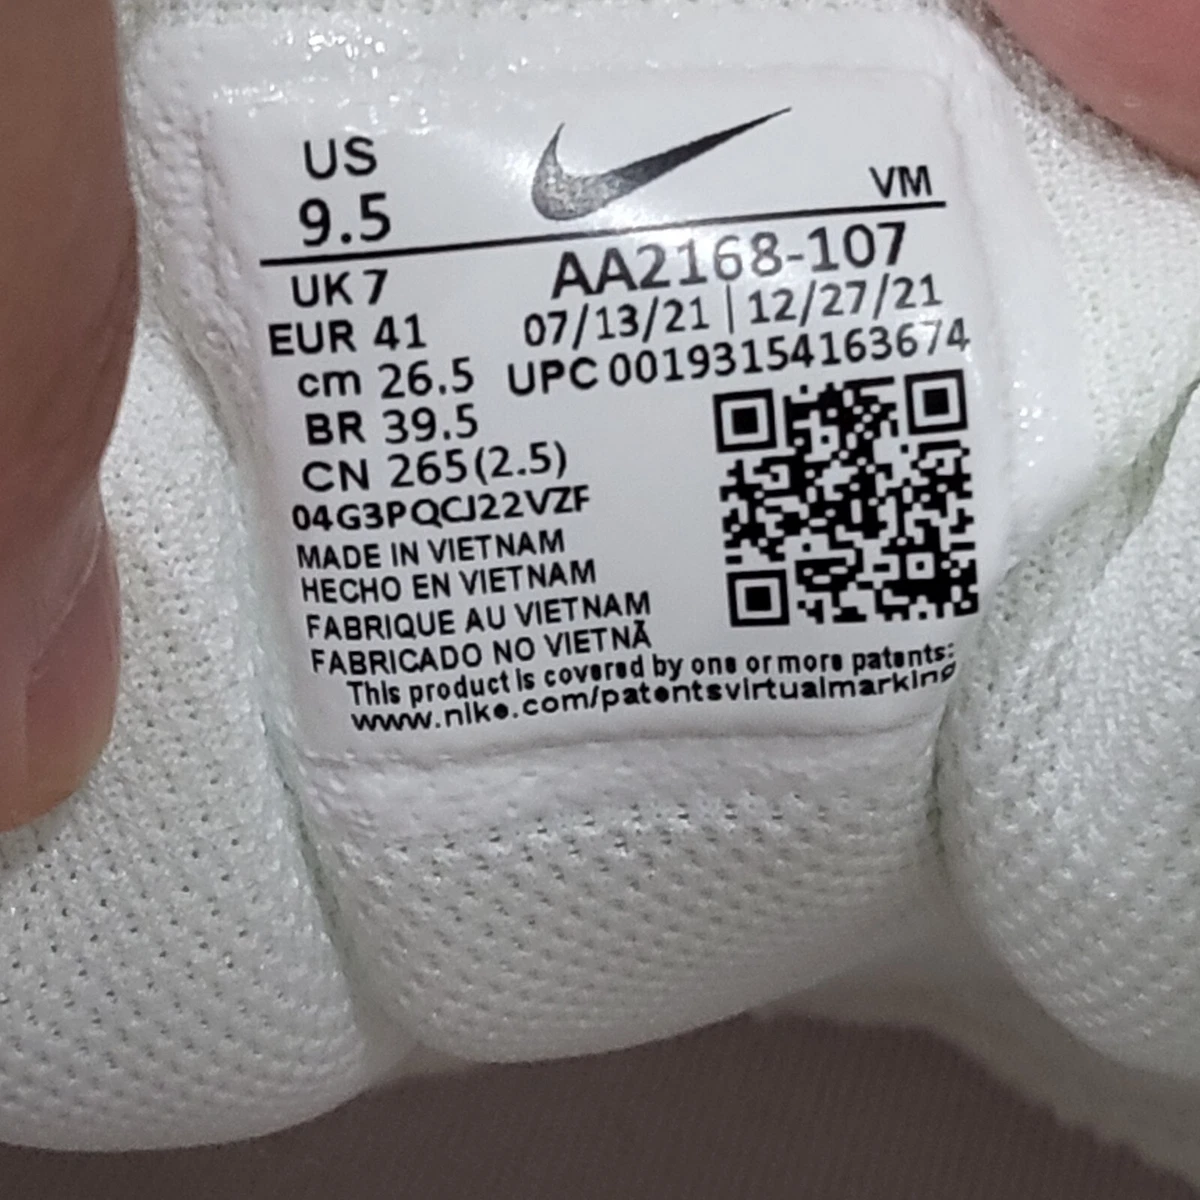 US
9.5
VM
UK 7
AA2168-107
EUR 41
07/13/21 | 12/27/21
cm 26.5
UPC 00193154163674
BR 39.5
CN 265(2.5)
04G3PQCJ22VZF
MADE IN VIETNAM
HECHO EN VIETNAM
FABRIQUE AU VIETNAM
FABRICADO NO VIETNÃ
This product is covered by one or more patents:
www.nike.com/patentsvirtualmarking